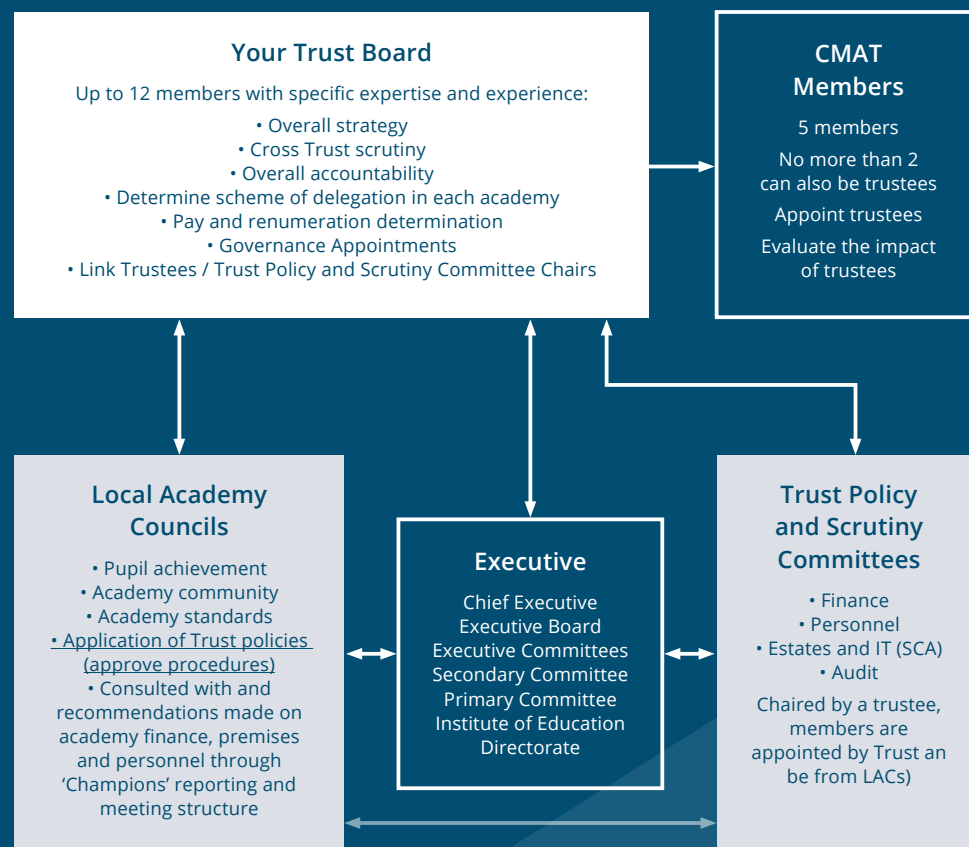 Your Trust Board
Up to 12 members with specific expertise and experience:
• Overall strategy
• Cross Trust scrutiny
• Overall accountability
• Determine scheme of delegation in each academy
• Pay and renumeration determination
• Governance Appointments
• Link Trustees / Trust Policy and Scrutiny Committee Chairs
CMAT
Members
5 members
No more than 2
can also be trustees
Appoint trustees
Evaluate the impact
of trustees
Local Academy
Councils
• Pupil achievement
• Academy community
• Academy standards
• Application of Trust policies
(approve procedures)
• Consulted with and
recommendations made on
academy finance, premises
and personnel through
‘Champions’ reporting and
meeting structure
Executive
Chief Executive
Executive Board
Executive Committees
Secondary Committee
Primary Committee
Institute of Education
Directorate
Trust Policy
and Scrutiny
Committees
• Finance
• Personnel
• Estates and IT (SCA)
• Audit
Chaired by a trustee,
members are
appointed by Trust an
be from LACs)